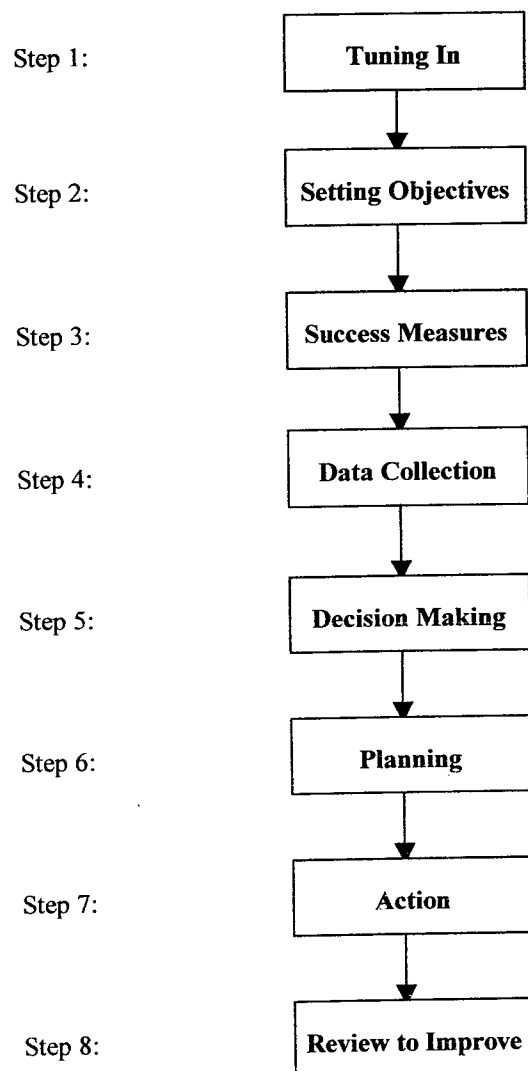 Step 1: Tuning In
Step 2: Setting Objectives
Step 3: Success Measures
Step 4: Data Collection
Step 5: Decision Making
Step 6: Planning
Step 7: Action
Step 8: Review to Improve